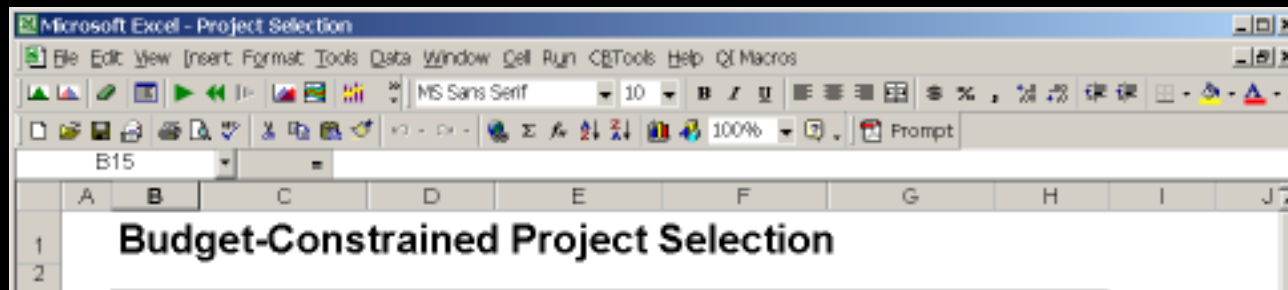 Microsoft Excel - Project Selection
File Edit View Insert Format Tools Data Window Cell Run CBTools Help QI Macros
MS Sans Serif 10 B I U $ % ,
100% Prompt
B15 =
A B C D E F G H I J
1 Budget-Constrained Project Selection
2